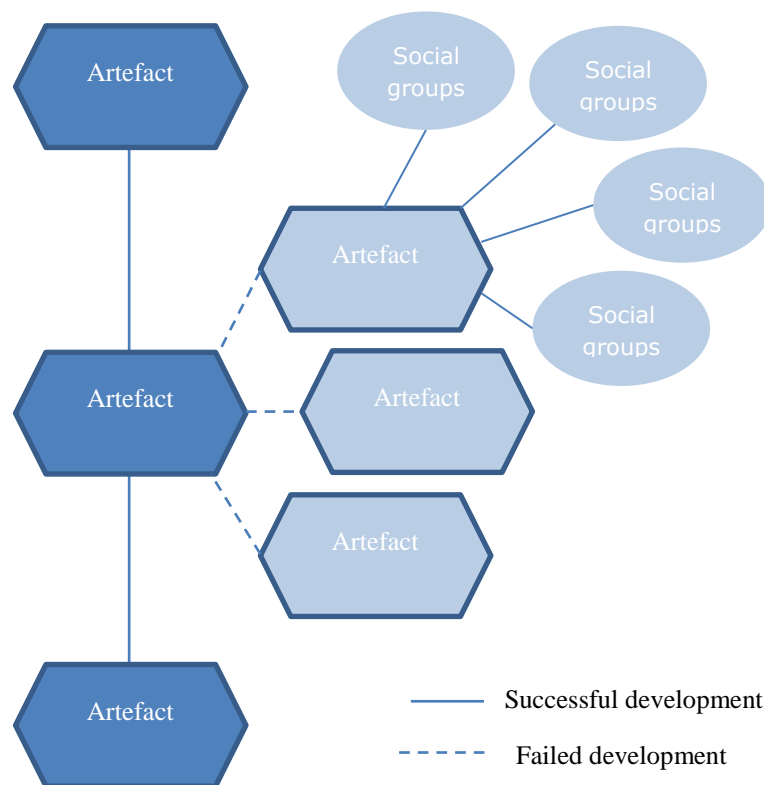 Artefact
Social
groups
Social
groups
Social
groups
Artefact
Social
groups
Artefact
Artefact
Artefact
Artefact
Successful development
Failed development